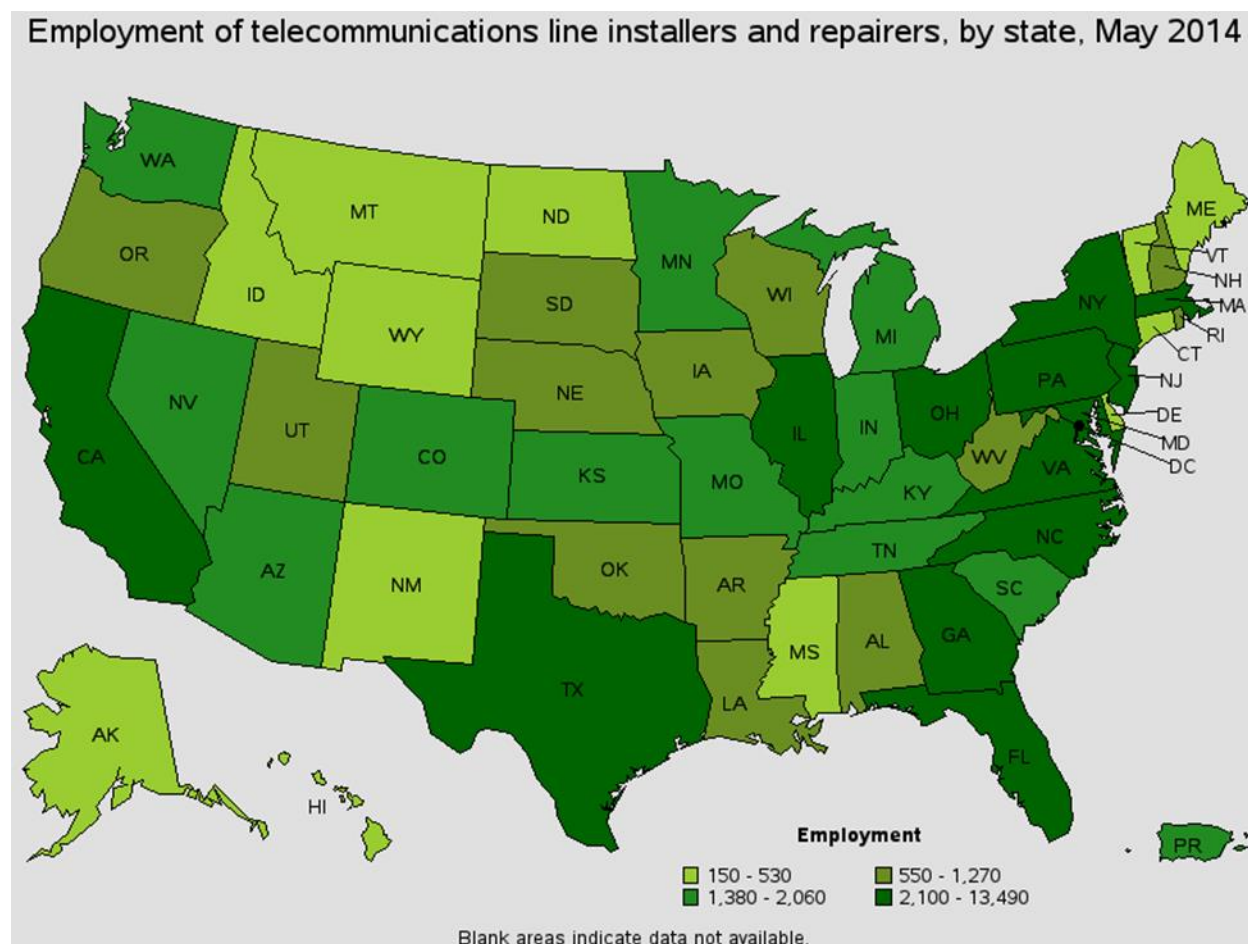 Employment of telecommunications line installers and repairers, by state, May 2014
WA
MT
ND
MN
ME
VT
NH
MA
RI
CT
NJ
DE
MD
DC
OR
ID
WY
SD
WI
MI
NY
NE
IA
PA
NV
UT
CO
KS
MO
IL
IN
OH
WV
VA
KY
CA
AZ
NM
OK
AR
TN
NC
SC
MS
AL
GA
LA
TX
FL
AK
HI
PR
Employment
150 - 530
550 - 1,270
1,380 - 2,060
2,100 - 13,490
Blank areas indicate data not available.